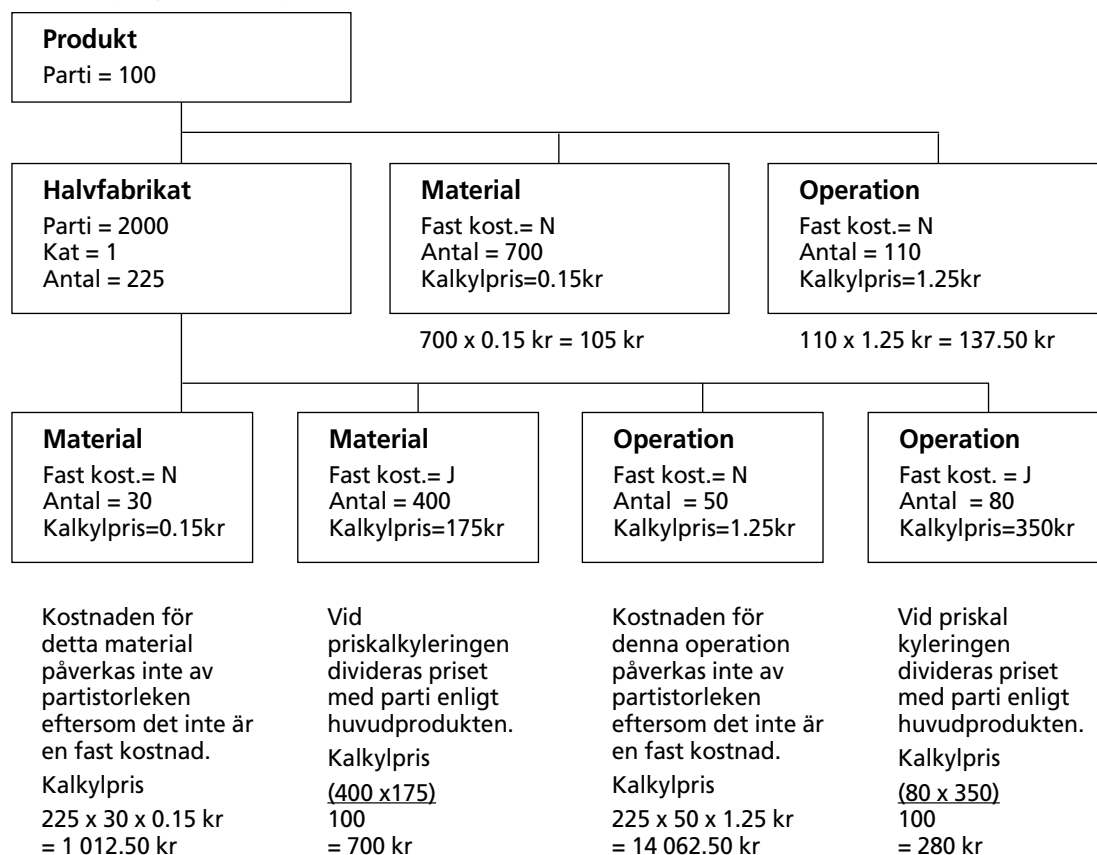 Produkt
Parti = 100
Halvfabrikat
Parti = 2000
Kat = 1
Antal = 225
Material
Fast kost.= N
Antal = 700
Kalkylpris=0.15kr
700 x 0.15 kr = 105 kr
Operation
Fast kost.= N
Antal = 110
Kalkylpris=1.25kr
110 x 1.25 kr = 137.50 kr
Material
Fast kost.= N
Antal = 30
Kalkylpris=0.15kr
Kostnaden för
detta material
påverkas inte av
partistorleken
eftersom det inte är
en fast kostnad.
Kalkylpris
225 x 30 x 0.15 kr
= 1 012.50 kr
Material
Fast kost.= J
Antal = 400
Kalkylpris=175kr
Vid
priskalkyleringen
divideras priset
med parti enligt
huvudprodukten.
Kalkylpris
(400 x175)
100
= 700 kr
Operation
Fast kost.= N
Antal  = 50
Kalkylpris=1.25kr
Kostnaden för
denna operation
påverkas inte av
partistorleken
eftersom det inte är
en fast kostnad.
Kalkylpris
225 x 50 x 1.25 kr
= 14 062.50 kr
Operation
Fast kost. = J
Antal  = 80
Kalkylpris=350kr
Vid priskal
kyleringen
divideras priset
med parti enligt
huvudprodukten.
Kalkylpris
(80 x 350)
100
= 280 kr